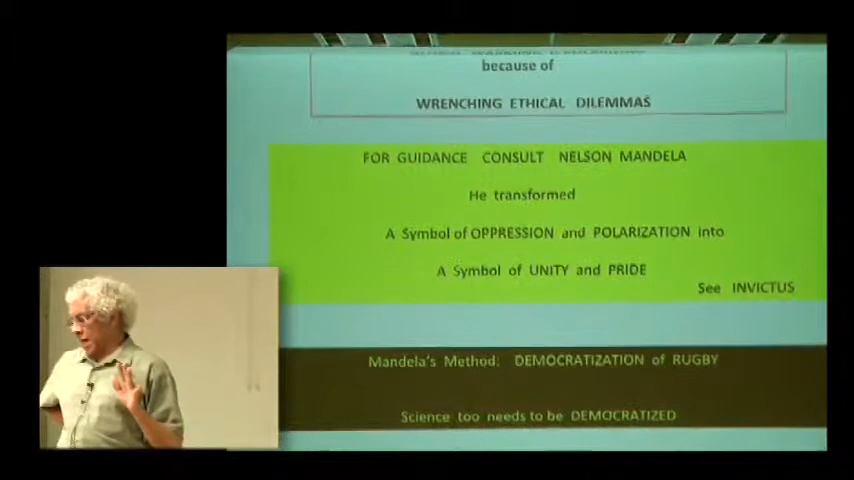 because of
WRENCHING ETHICAL DILEMMAS
FOR GUIDANCE CONSULT NELSON MANDELA
He transformed
A Symbol of OPPRESSION and POLARIZATION into
A Symbol of UNITY and PRIDE
See INVICTUS
Mandela's Method: DEMOCRATIZATION of RUGBY
Science too needs to be DEMOCRATIZED